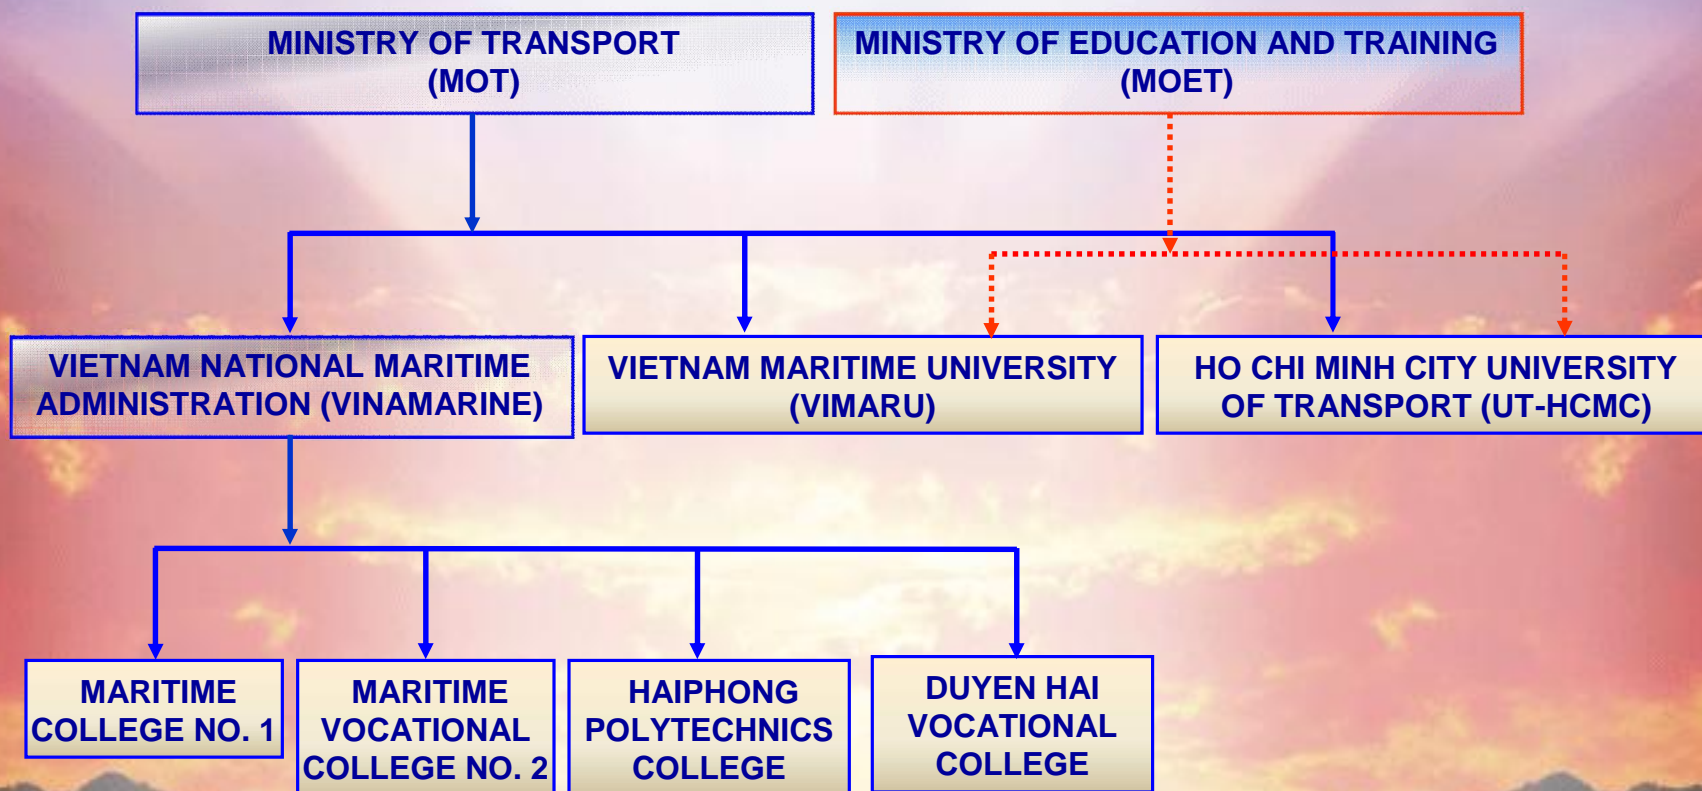 MINISTRY OF TRANSPORT
(MOT)
MINISTRY OF EDUCATION AND TRAINING
(MOET)
VIETNAM NATIONAL MARITIME
ADMINISTRATION (VINAMARINE)
VIETNAM MARITIME UNIVERSITY
(VIMARU)
HO CHI MINH CITY UNIVERSITY
OF TRANSPORT (UT-HCMC)
MARITIME
COLLEGE NO. 1
MARITIME
VOCATIONAL
COLLEGE NO. 2
HAIPHONG
POLYTECHNICS
COLLEGE
DUYEN HAI
VOCATIONAL
COLLEGE